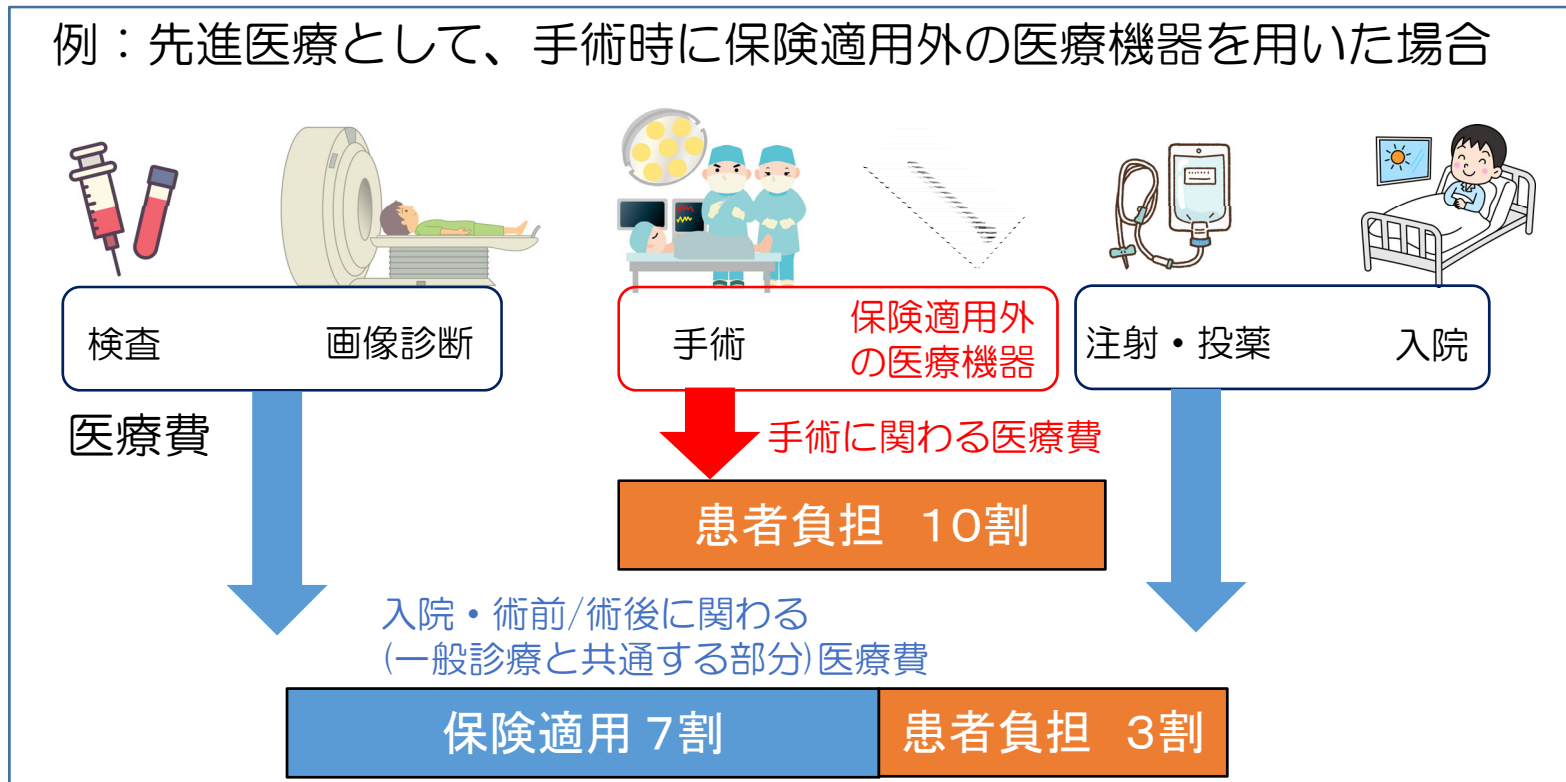 例：先進医療として、手術時に保険適用外の医療機器を用いた場合
検査　画像診断
手術
保険適用外
の医療機器
注射・投薬　入院
医療費
手術に関わる医療費
患者負担　１０割
入院・術前/術後に関わる
(一般診療と共通する部分)医療費
保険適用 ７割
患者負担　３割